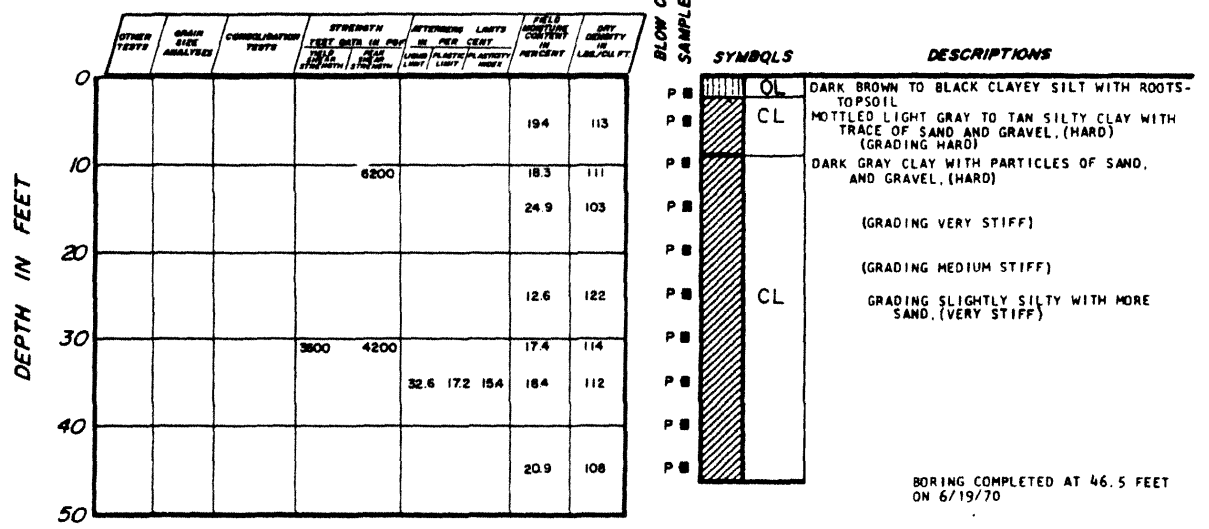 BLOW C
SAMPLE
OTHER TESTS
GRAIN SIZE ANALYSES
CONSOLIDATION TESTS
STRENGTH TEST DATA IN PSF
YIELD SHEAR STRENGTH
PEAK SHEAR STRENGTH
ATTERBERG LIMITS IN PER CENT
LIQUID LIMIT
PLASTIC LIMIT
PLASTICITY INDEX
FIELD MOISTURE CONTENT IN PERCENT
DRY DENSITY IN LBS./CU.FT.
SYMBOLS
DESCRIPTIONS
DEPTH IN FEET
0
P OL DARK BROWN TO BLACK CLAYEY SILT WITH ROOTS-
TOPSOIL
19.4 113 P CL MOTTLED LIGHT GRAY TO TAN SILTY CLAY WITH
TRACE OF SAND AND GRAVEL, (HARD)
(GRADING HARD)
10 6200 18.3 111 P DARK GRAY CLAY WITH PARTICLES OF SAND,
AND GRAVEL, (HARD)
24.9 103 P (GRADING VERY STIFF)
20 P (GRADING MEDIUM STIFF)
12.6 122 P CL GRADING SLIGHTLY SILTY WITH MORE
SAND, (VERY STIFF)
30 3800 4200 17.4 114 P
32.6 17.2 15.4 18.4 112 P
40 P
20.9 108 P
BORING COMPLETED AT 46.5 FEET
ON 6/19/70
50